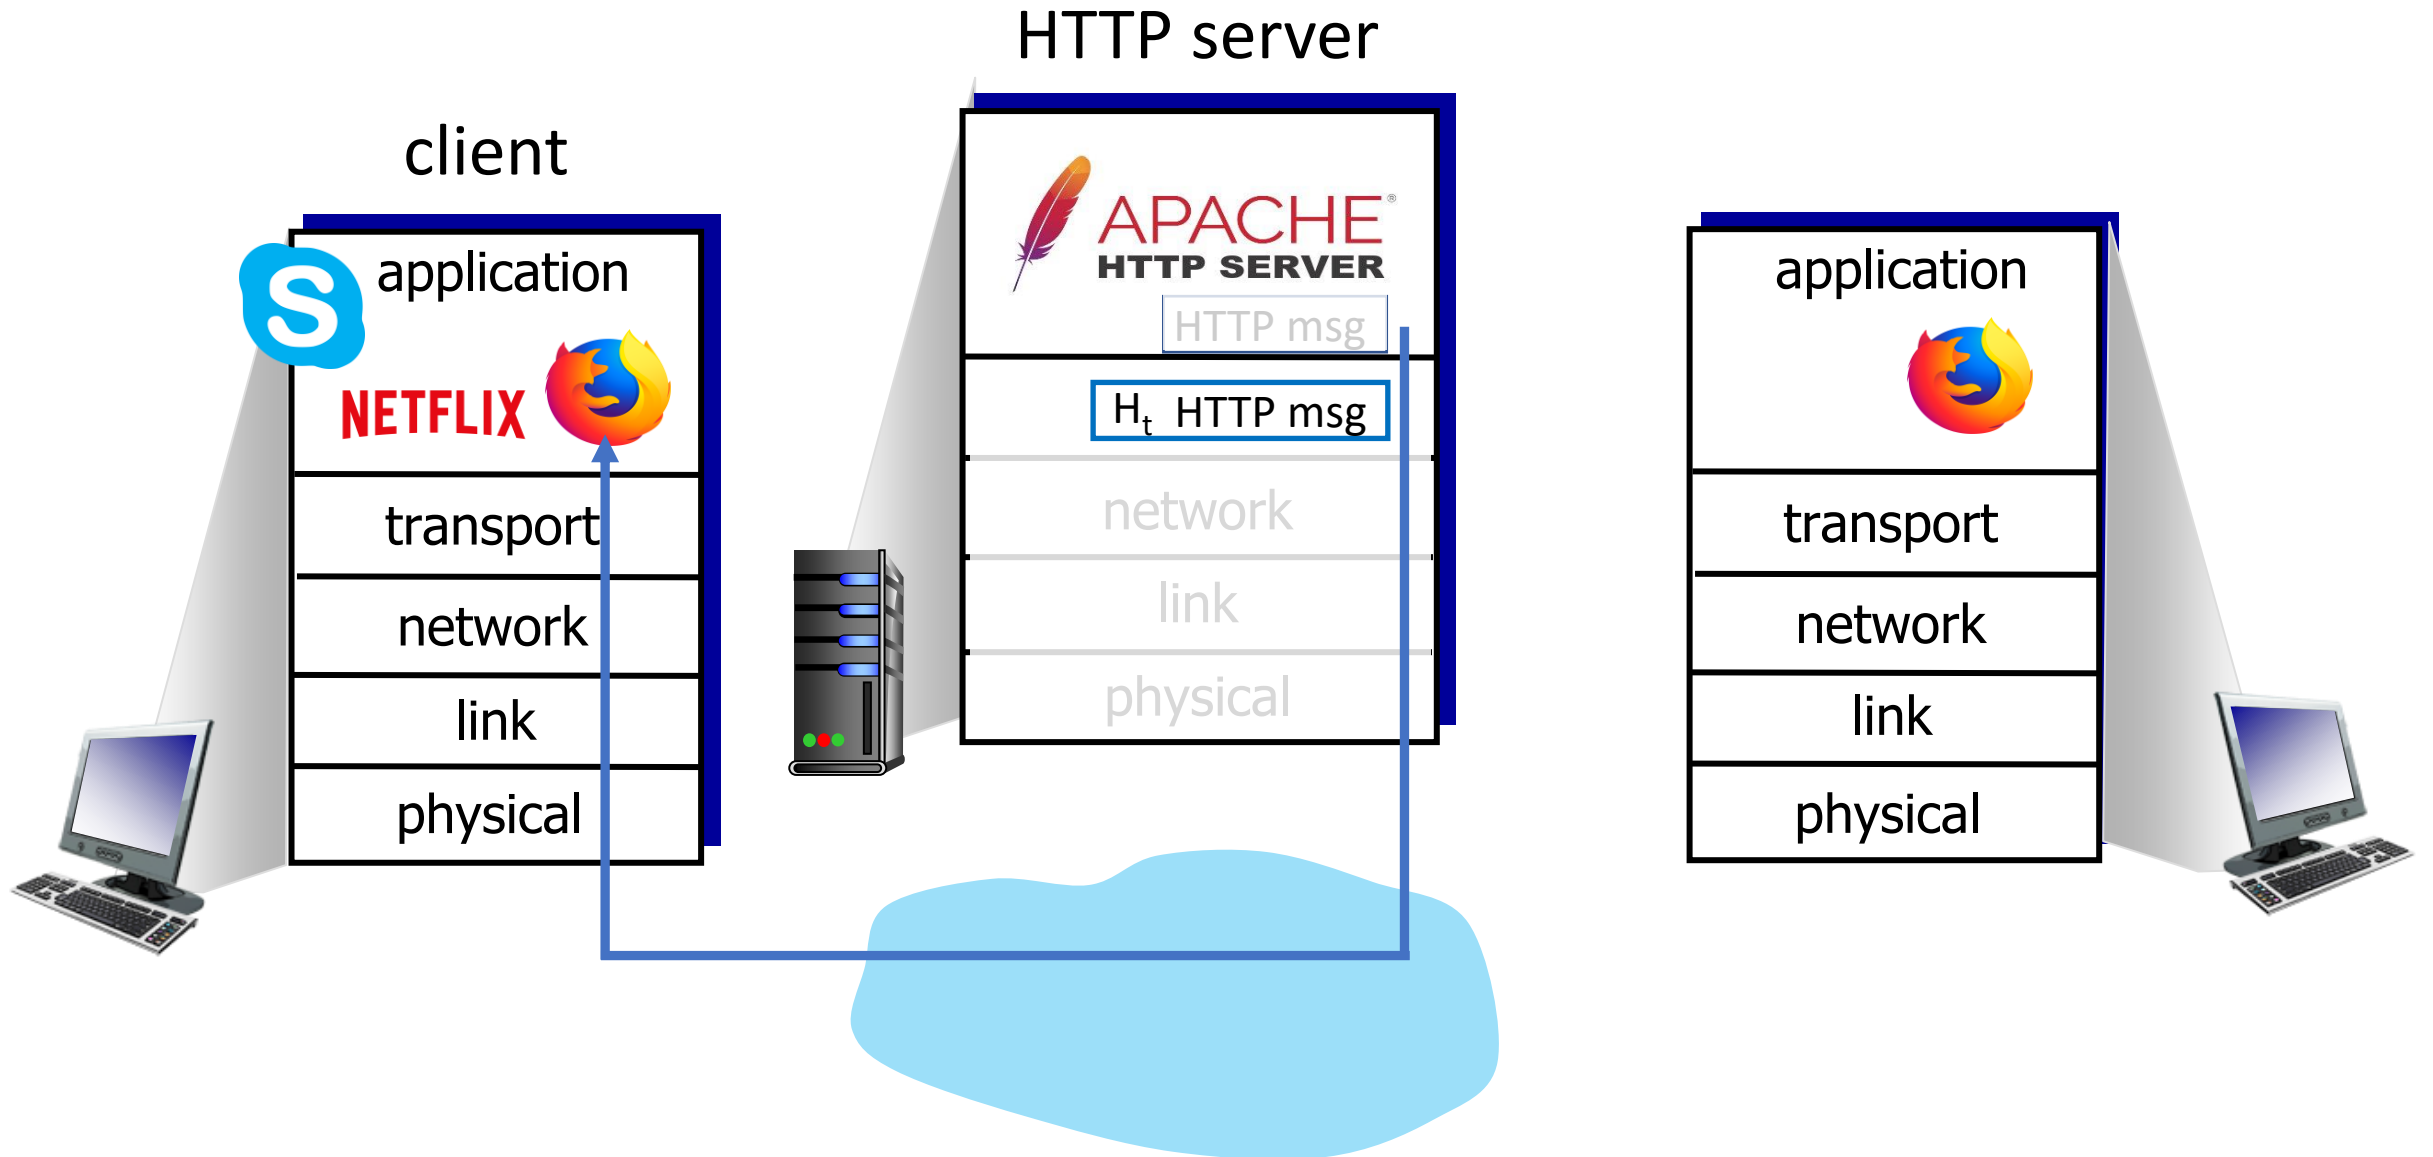 HTTP server
client
application
S
NETFLIX
transport
network
link
physical
APACHE®
HTTP SERVER
HTTP msg
Ht HTTP msg
network
link
physical
application
transport
network
link
physical